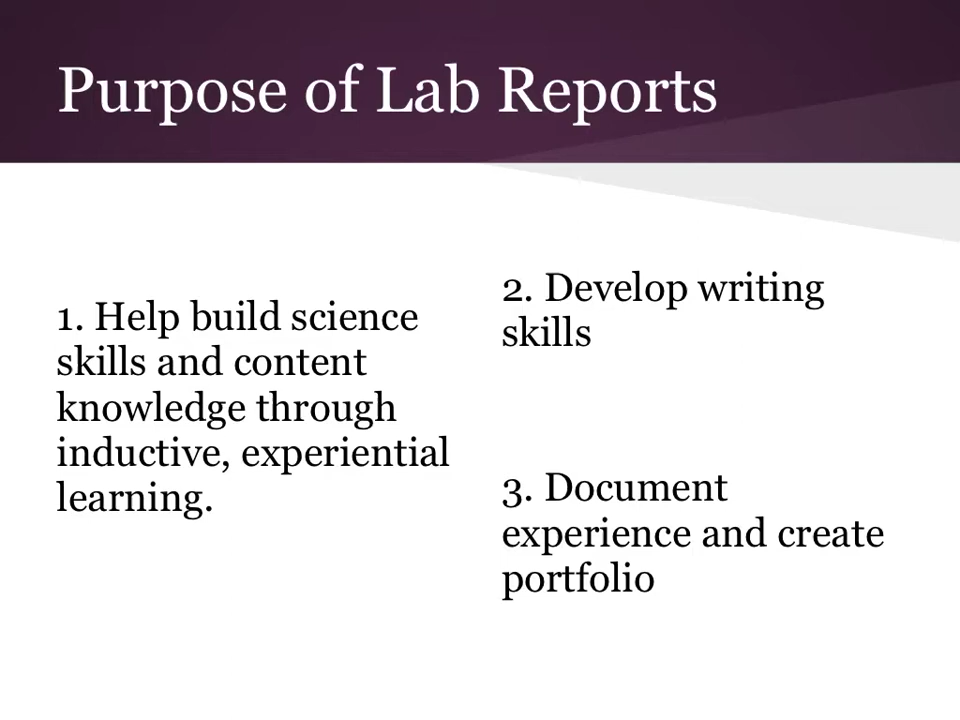 Purpose of Lab Reports
1. Help build science
skills and content
knowledge through
inductive, experiential
learning.
2. Develop writing
skills
3. Document
experience and create
portfolio